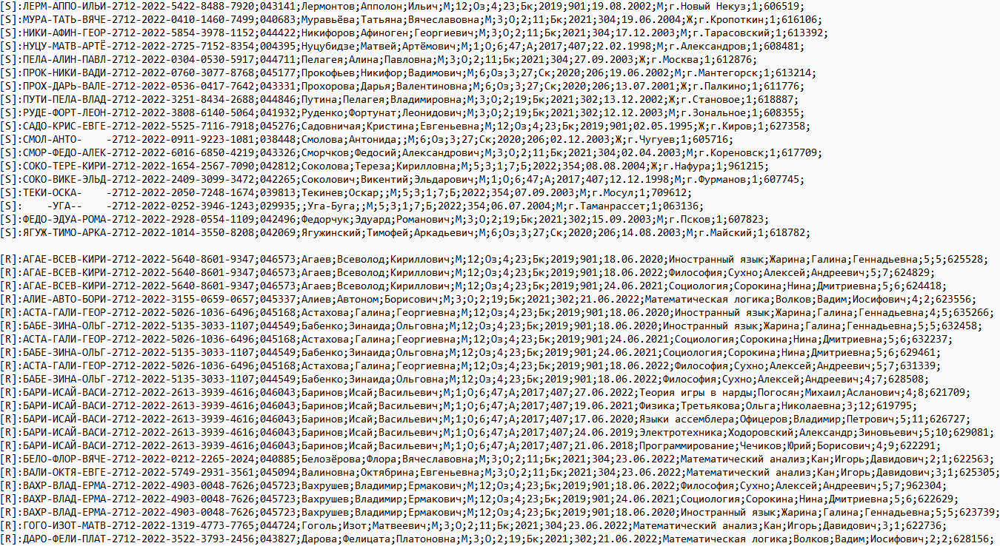 [S]:ЛЕРМ-АППО-ИЛЬИ-2712-2022-5422-8488-7920;043141;Лермонтов;Апполон;Ильич;М;12;Оз;4;23;Бк;2019;901;19.08.2002;М;г.Новый Некуз;1;606519;
[S]:МУРА-ТАТЬ-ВЯЧЕ-2712-2022-0410-1460-7499;040683;Муравьёва;Татьяна;Вячеславовна;М;3;О;2;11;Бк;2021;304;19.06.2004;Ж;г.Кропоткин;1;616106;
[S]:НИКИ-АФИН-ГЕОР-2712-2022-5854-3978-1152;044422;Никифоров;Афиноген;Георгиевич;М;3;О;2;11;Бк;2021;304;17.12.2003;М;г.Тарасовский;1;613392;
[S]:НУЦУ-МАТВ-АРТЁ-2712-2022-2725-7152-8354;004395;Нуцубидзе;Матвей;Артёмович;М;1;О;6;47;А;2017;407;22.02.1998;М;г.Александров;1;608481;
[S]:ПЕЛА-АЛИН-ПАВЛ-2712-2022-0304-0530-5917;044711;Пелагея;Алина;Павловна;М;3;О;2;11;Бк;2021;304;27.09.2003;Ж;г.Москва;1;612876;
[S]:ПРОК-НИКИ-ВАДИ-2712-2022-0760-3077-8768;045177;Прокофьев;Никифор;Вадимович;М;6;Оз;3;27;Ск;2020;206;19.06.2002;М;г.Мантегорск;1;613214;
[S]:ПРОХ-ДАРЬ-ВАЛЕ-2712-2022-0536-0417-7642;043331;Прохорова;Дарья;Валентиновна;М;6;Оз;3;27;Ск;2020;206;13.07.2001;Ж;г.Палкино;1;611776;
[S]:ПУТИ-ПЕЛА-ВЛАД-2712-2022-3251-8434-2688;044846;Путина;Пелагея;Владимировна;М;3;О;2;19;Бк;2021;302;13.12.2002;Ж;г.Становое;1;618887;
[S]:РУДЕ-ФОРТ-ЛЕОН-2712-2022-3808-6140-5064;041932;Руденко;Фортунат;Леонидович;М;3;О;2;19;Бк;2021;302;12.12.2003;М;г.Зональное;1;608355;
[S]:САДО-КРИС-ЕВГЕ-2712-2022-5525-7116-7918;045276;Садовничая;Кристина;Евгеньевна;М;12;Оз;4;23;Бк;2019;901;02.05.1995;Ж;г.Киров;1;627358;
[S]:СМОЛ-АНТО-    -2712-2022-0911-9223-1081;038448;Смолова;Антонида;;М;6;Оз;3;27;Ск;2020;206;02.12.2003;Ж;г.Чугуев;1;605716;
[S]:СМОР-ФЕДО-АЛЕК-2712-2022-6016-6850-4219;043326;Сморчков;Федосий;Александрович;М;3;О;2;11;Бк;2021;304;02.04.2003;М;г.Кореновск;1;617709;
[S]:СОКО-ТЕРЕ-КИРИ-2712-2022-1654-2567-7090;042812;Соколова;Тереза;Кирилловна;М;5;3;1;7;Б;2022;354;08.08.2004;Ж;г.Нафура;1;961215;
[S]:СОКО-ВИКЕ-ЭЛЬД-2712-2022-2409-3099-3472;042265;Соколович;Викентий;Эльдарович;М;1;О;6;47;А;2017;407;12.12.1998;М;г.Фурманов;1;607745;
[S]:ТЕКИ-ОСКА-    -2712-2022-2050-7248-1674;039813;Текинев;Оскар;;М;5;3;1;7;Б;2022;354;07.09.2003;М;г.Мосул;1;709612;
[S]:    -УГА--    -2712-2022-0252-3946-1243;029935;;Уга-Буга;;М;5;3;1;7;Б;2022;354;06.07.2004;М;г.Таманрассет;1;063136;
[S]:ФЕДО-ЭДУА-РОМА-2712-2022-2928-0554-1109;042496;Федорчук;Эдуард;Романович;М;3;О;2;19;Бк;2021;302;15.09.2003;М;г.Псков;1;607823;
[S]:ЯГУЖ-ТИМО-АРКА-2712-2022-1014-3550-8208;042069;Ягужинский;Тимофей;Аркадьевич;М;6;Оз;3;27;Ск;2020;206;14.08.2003;М;г.Майский;1;618782;

[R]:АГАЕ-ВСЕВ-КИРИ-2712-2022-5640-8601-9347;046573;Агаев;Всеволод;Кириллович;М;12;Оз;4;23;Бк;2019;901;18.06.2020;Иностранный язык;Жарина;Галина;Геннадьевна;5;5;625528;
[R]:АГАЕ-ВСЕВ-КИРИ-2712-2022-5640-8601-9347;046573;Агаев;Всеволод;Кириллович;М;12;Оз;4;23;Бк;2019;901;18.06.2022;Философия;Сухно;Алексей;Андреевич;5;7;624829;
[R]:АГАЕ-ВСЕВ-КИРИ-2712-2022-5640-8601-9347;046573;Агаев;Всеволод;Кириллович;М;12;Оз;4;23;Бк;2019;901;24.06.2021;Социология;Сорокина;Нина;Дмитриевна;5;6;624418;
[R]:АЛИЕ-АВТО-БОРИ-2712-2022-3155-0659-0657;045337;Алиев;Автоном;Борисович;М;3;О;2;19;Бк;2021;302;21.06.2022;Математическая логика;Волков;Вадим;Иосифович;4;2;623556;
[R]:АСТА-ГАЛИ-ГЕОР-2712-2022-5026-1036-6496;045168;Астахова;Галина;Георгиевна;М;12;Оз;4;23;Бк;2019;901;18.06.2020;Иностранный язык;Жарина;Галина;Геннадьевна;4;5;635266;
[R]:БАБЕ-ЗИНА-ОЛЬГ-2712-2022-5135-3033-1107;044549;Бабенко;Зинаида;Ольговна;М;12;Оз;4;23;Бк;2019;901;18.06.2020;Иностранный язык;Жарина;Галина;Геннадьевна;5;5;632458;
[R]:АСТА-ГАЛИ-ГЕОР-2712-2022-5026-1036-6496;045168;Астахова;Галина;Георгиевна;М;12;Оз;4;23;Бк;2019;901;24.06.2021;Социология;Сорокина;Нина;Дмитриевна;5;6;632237;
[R]:БАБЕ-ЗИНА-ОЛЬГ-2712-2022-5135-3033-1107;044549;Бабенко;Зинаида;Ольговна;М;12;Оз;4;23;Бк;2019;901;24.06.2021;Социология;Сорокина;Нина;Дмитриевна;5;6;629461;
[R]:АСТА-ГАЛИ-ГЕОР-2712-2022-5026-1036-6496;045168;Астахова;Галина;Георгиевна;М;12;Оз;4;23;Бк;2019;901;18.06.2022;Философия;Сухно;Алексей;Андреевич;5;7;631339;
[R]:БАБЕ-ЗИНА-ОЛЬГ-2712-2022-5135-3033-1107;044549;Бабенко;Зинаида;Ольговна;М;12;Оз;4;23;Бк;2019;901;18.06.2022;Философия;Сухно;Алексей;Андреевич;4;7;628508;
[R]:БАРИ-ИСАЙ-ВАСИ-2712-2022-2613-3939-4616;046043;Баринов;Исай;Васильевич;М;1;О;6;47;А;2017;407;27.06.2022;Теория игры в нарды;Погосян;Михаил;Асланович;4;8;621709;
[R]:БАРИ-ИСАЙ-ВАСИ-2712-2022-2613-3939-4616;046043;Баринов;Исай;Васильевич;М;1;О;6;47;А;2017;407;19.06.2021;Физика;Третьякова;Ольга;Николаевна;3;12;619795;
[R]:БАРИ-ИСАЙ-ВАСИ-2712-2022-2613-3939-4616;046043;Баринов;Исай;Васильевич;М;1;О;6;47;А;2017;407;17.06.2020;Языки ассемблера;Офицеров;Владимир;Петрович;5;11;626727;
[R]:БАРИ-ИСАЙ-ВАСИ-2712-2022-2613-3939-4616;046043;Баринов;Исай;Васильевич;М;1;О;6;47;А;2017;407;24.06.2019;Электротехника;Ходоровский;Александр;Зиновьевич;5;10;629081;
[R]:БАРИ-ИСАЙ-ВАСИ-2712-2022-2613-3939-4616;046043;Баринов;Исай;Васильевич;М;1;О;6;47;А;2017;407;21.06.2018;Программирование;Чечиков;Юрий;Борисович;4;9;622291;
[R]:БЕЛО-ФЛОР-ВЯЧЕ-2712-2022-0212-2265-2024;040885;Белозёрова;Флора;Вячеславовна;М;3;О;2;11;Бк;2021;304;23.06.2022;Математический анализ;Кан;Игорь;Давидович;2;1;622563;
[R]:ВАЛИ-ОКТЯ-ЕВГЕ-2712-2022-5749-2931-3561;045094;Валиновна;Октябрина;Евгеньевна;М;3;О;2;11;Бк;2021;304;23.06.2022;Математический анализ;Кан;Игорь;Давидович;3;1;625305;
[R]:ВАХР-ВЛАД-ЕРМА-2712-2022-4903-0048-7626;045723;Вахрушев;Владимир;Ермакович;М;12;Оз;4;23;Бк;2019;901;18.06.2022;Философия;Сухно;Алексей;Андреевич;5;7;962304;
[R]:ВАХР-ВЛАД-ЕРМА-2712-2022-4903-0048-7626;045723;Вахрушев;Владимир;Ермакович;М;12;Оз;4;23;Бк;2019;901;24.06.2021;Социология;Сорокина;Нина;Дмитриевна;5;6;622629;
[R]:ВАХР-ВЛАД-ЕРМА-2712-2022-4903-0048-7626;045723;Вахрушев;Владимир;Ермакович;М;12;Оз;4;23;Бк;2019;901;18.06.2020;Иностранный язык;Жарина;Галина;Геннадьевна;5;5;623739;
[R]:ГОГО-ИЗОТ-МАТВ-2712-2022-1319-4773-7765;044724;Гоголь;Изот;Матвеевич;М;3;О;2;11;Бк;2021;304;23.06.2022;Математический анализ;Кан;Игорь;Давидович;3;1;622736;
[R]:ДАРО-ФЕЛИ-ПЛАТ-2712-2022-3522-3793-2456;043827;Дарова;Фелицата;Платоновна;М;3;О;2;19;Бк;2021;302;21.06.2022;Математическая логика;Волков;Вадим;Иосифович;2;2;628156;